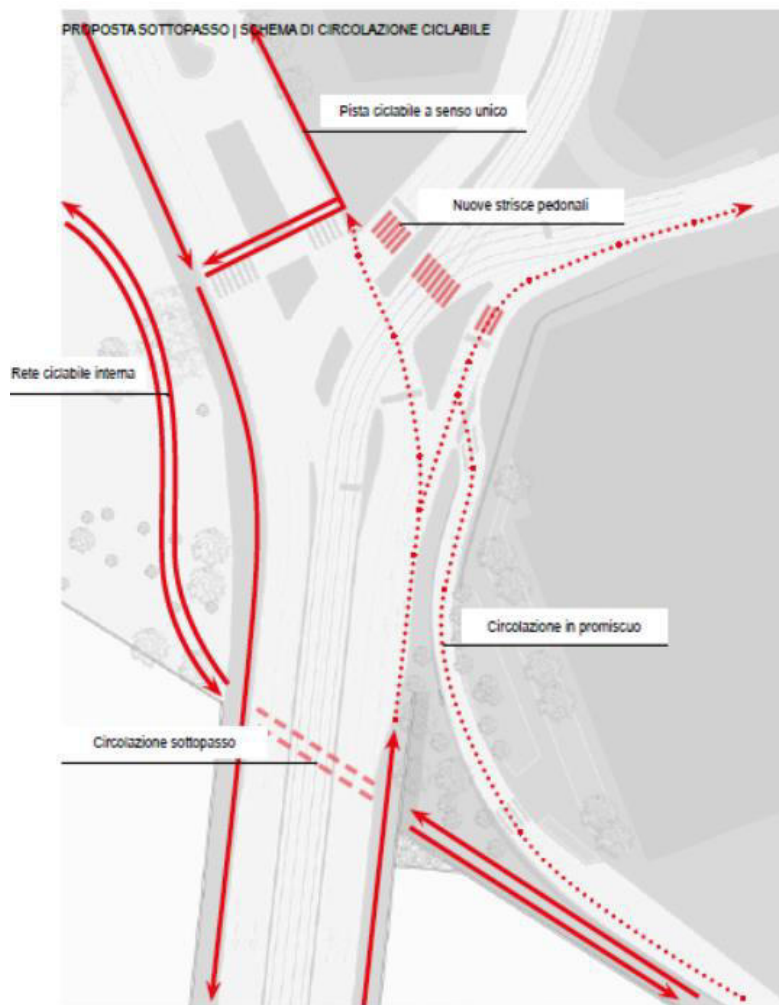 PROPOSTA SOTTOPASSO | SCHEMA DI CIRCOLAZIONE CICLABILE
Pista ciclabile a senso unico
Nuove strisce pedonali
Rete ciclabile interna
Circolazione in promiscuo
Circolazione sottopasso